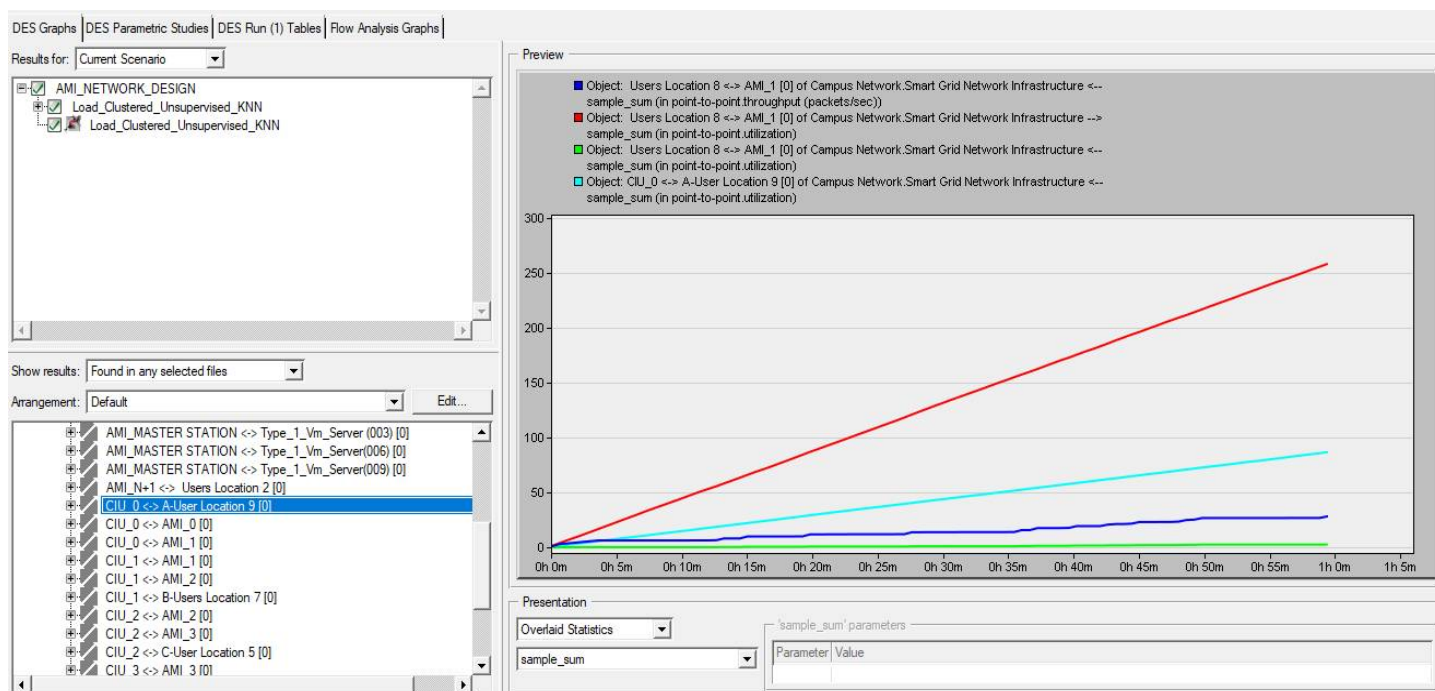 DES Graphs DES Parametric Studies DES Run (1) Tables Flow Analysis Graphs
Results for: Current Scenario
AMI_NETWORK_DESIGN
Load_Clustered_Unsupervised_KNN
Load_Clustered_Unsupervised_KNN
Show results: Found in any selected files
Arrangement: Default Edit...
AMI_MASTER STATION <-> Type_1_Vm_Server (003) [0]
AMI_MASTER STATION <-> Type_1_Vm_Server(006) [0]
AMI_MASTER STATION <-> Type_1_Vm_Server(009) [0]
AMI_N+1 <-> Users Location 2 [0]
CIU_0 <-> A-User Location 9 [0]
CIU_0 <-> AMI_0 [0]
CIU_0 <-> AMI_1 [0]
CIU_1 <-> AMI_1 [0]
CIU_1 <-> AMI_2 [0]
CIU_1 <-> B-Users Location 7 [0]
CIU_2 <-> AMI_2 [0]
CIU_2 <-> AMI_3 [0]
CIU_2 <-> C-User Location 5 [0]
CIU_3 <-> AMI_3 [0]
Preview
Object: Users Location 8 <-> AMI_1 [0] of Campus Network.Smart Grid Network Infrastructure <--
sample_sum (in point-to-point.throughput (packets/sec))
Object: Users Location 8 <-> AMI_1 [0] of Campus Network.Smart Grid Network Infrastructure -->
sample_sum (in point-to-point.utilization)
Object: Users Location 8 <-> AMI_1 [0] of Campus Network.Smart Grid Network Infrastructure <--
sample_sum (in point-to-point.utilization)
Object: CIU_0 <-> A-User Location 9 [0] of Campus Network.Smart Grid Network Infrastructure <--
sample_sum (in point-to-point.utilization)
300
250
200
150
100
50
0
0h 0m 0h 5m 0h 10m 0h 15m 0h 20m 0h 25m 0h 30m 0h 35m 0h 40m 0h 45m 0h 50m 0h 55m 1h 0m 1h 5m
Presentation
Overlaid Statistics
sample_sum
'sample_sum' parameters
Parameter Value